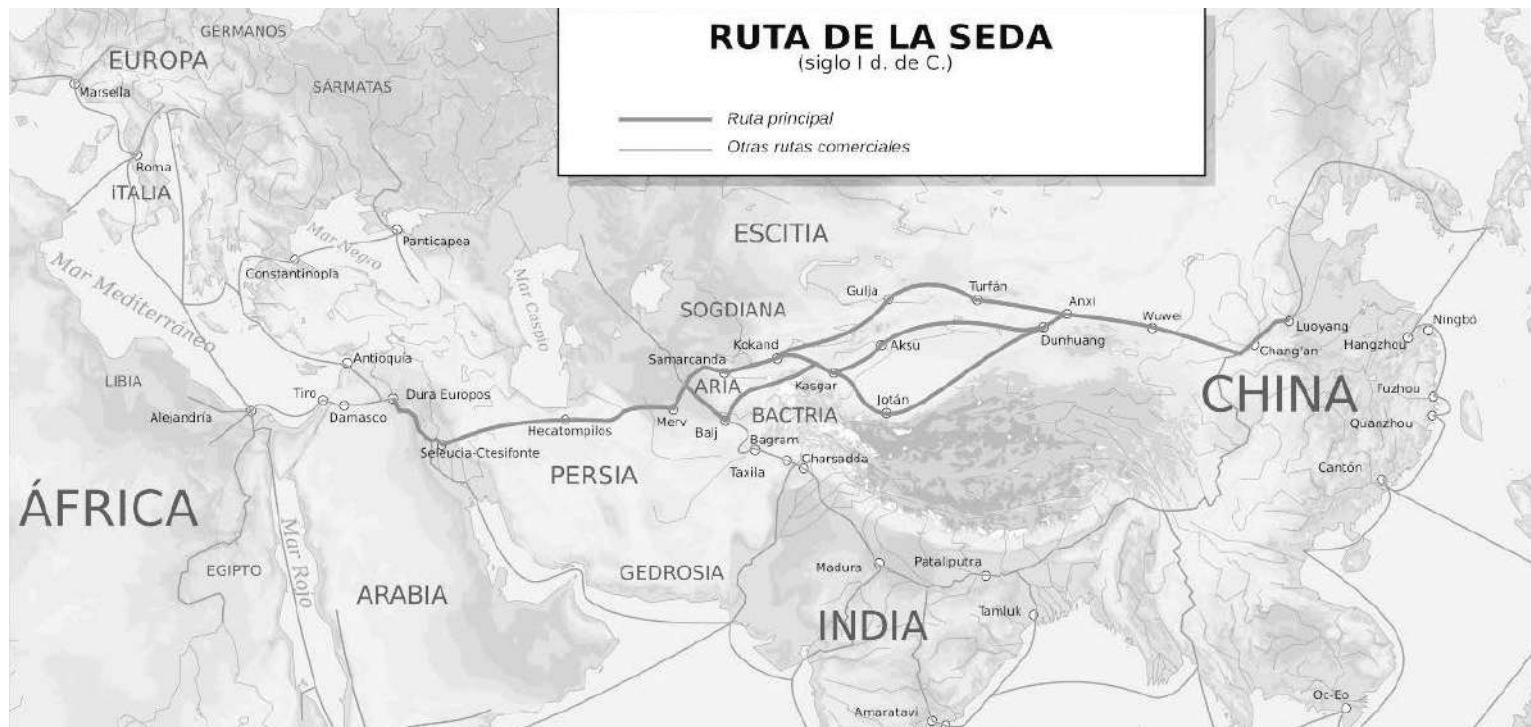 RUTA DE LA SEDA
(siglo I d. de C.)
Ruta principal
Otras rutas comerciales
GERMANOS
EUROPA
SÁRMATAS
Marsella
Roma
ITALIA
Panticapea
Mar Negro
Constantinopla
Mar Mediterráneo
Mar Caspio
ESCITIA
SOGDIANA
Gulja
Turfán
Anxi
Wuwei
Luoyang
Ningbó
Hangzhou
Chang'an
Dunhuang
Aksu
Kokand
Samarcanda
Antioquía
LIBIA
Tiro
Dura Europos
Damasco
Alejandría
ARIA
Kasgar
Jotán
CHINA
Fuzhou
Quanzhou
BACTRIA
Merv
Balj
Hecatompilos
Seleucia-Ctesifonte
Bagram
Charsadda
Taxila
PERSIA
Cantón
ÁFRICA
Mar Rojo
EGIPTO
ARABIA
GEDROSIA
Madura
Pataliputra
Tamluk
INDIA
Oc-Eo
Amaratavi